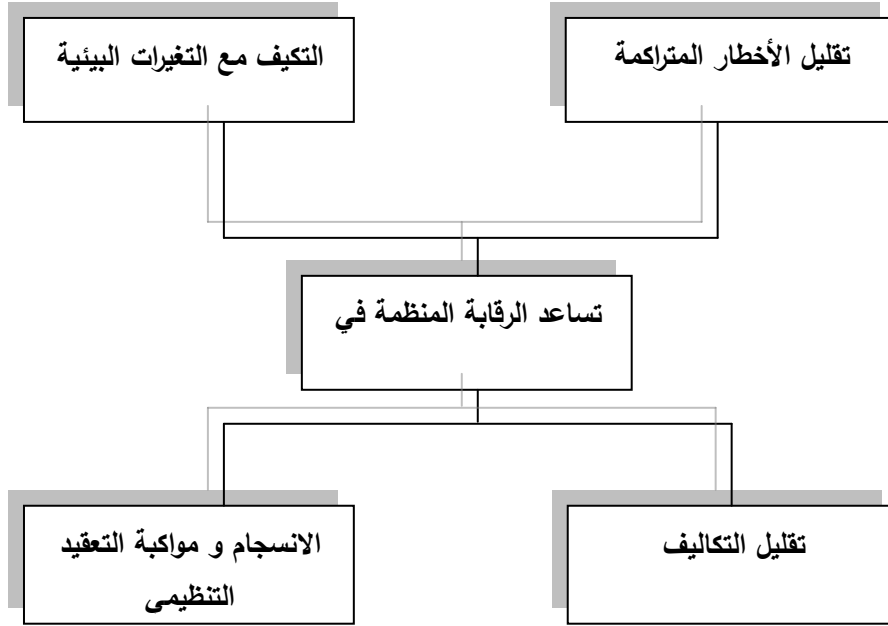 تقليل الأخطار المتراكمة
التكيف مع التغيرات البيئية
تساعد الرقابة المنظمة في
تقليل التكاليف
الانسجام و مواكبة التعقيد
التنظيمي